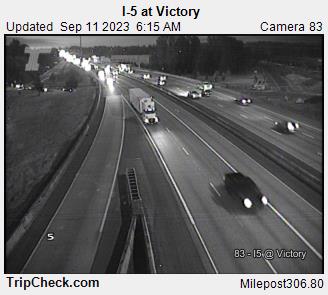 I-5 at Victory
Updated Sep 11 2023 6:15 AM Camera 83
5
83 - I5 @ Victory
TripCheck.com Milepost306.80